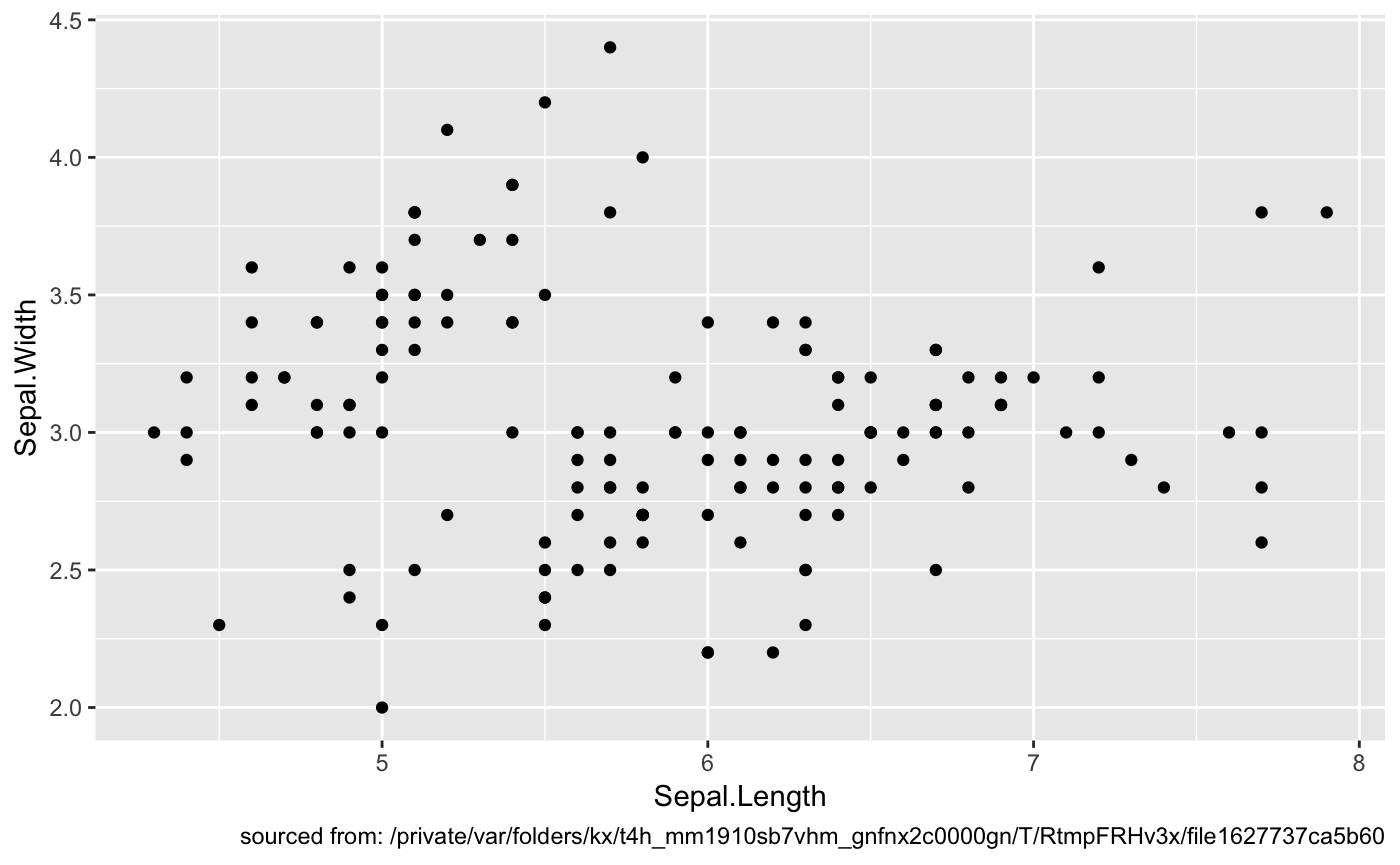 4.5
4.0
3.5
3.0
2.5
2.0
Sepal.Width
5 6 7 8
Sepal.Length
sourced from: /private/var/folders/kx/t4h_mm1910sb7vhm_gnfnx2c0000gn/T/RtmpFRHv3x/file1627737ca5b60